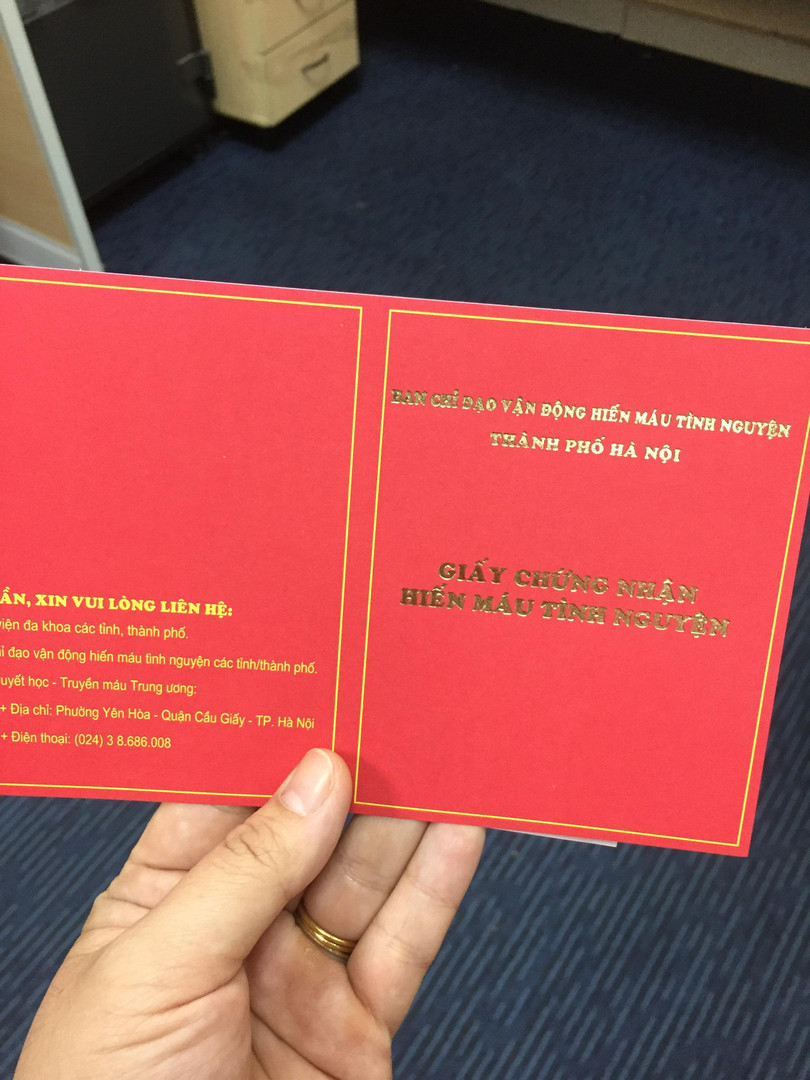 ẦN, XIN VUI LÒNG LIÊN HỆ:
viện đa khoa các tỉnh, thành phố.
ỉ đạo vận động hiến máu tình nguyện các tỉnh/thành phố.
uyết học - Truyền máu Trung ương:
+ Địa chỉ: Phường Yên Hòa - Quận Cầu Giấy - TP. Hà Nội
+ Điện thoại: (024) 3 8.686.008
BAN CHỈ ĐẠO VẬN ĐỘNG HIẾN MÁU TÌNH NGUYỆN
THÀNH PHỐ HÀ NỘI
GIẤY CHỨNG NHẬN
HIẾN MÁU TÌNH NGUYỆN